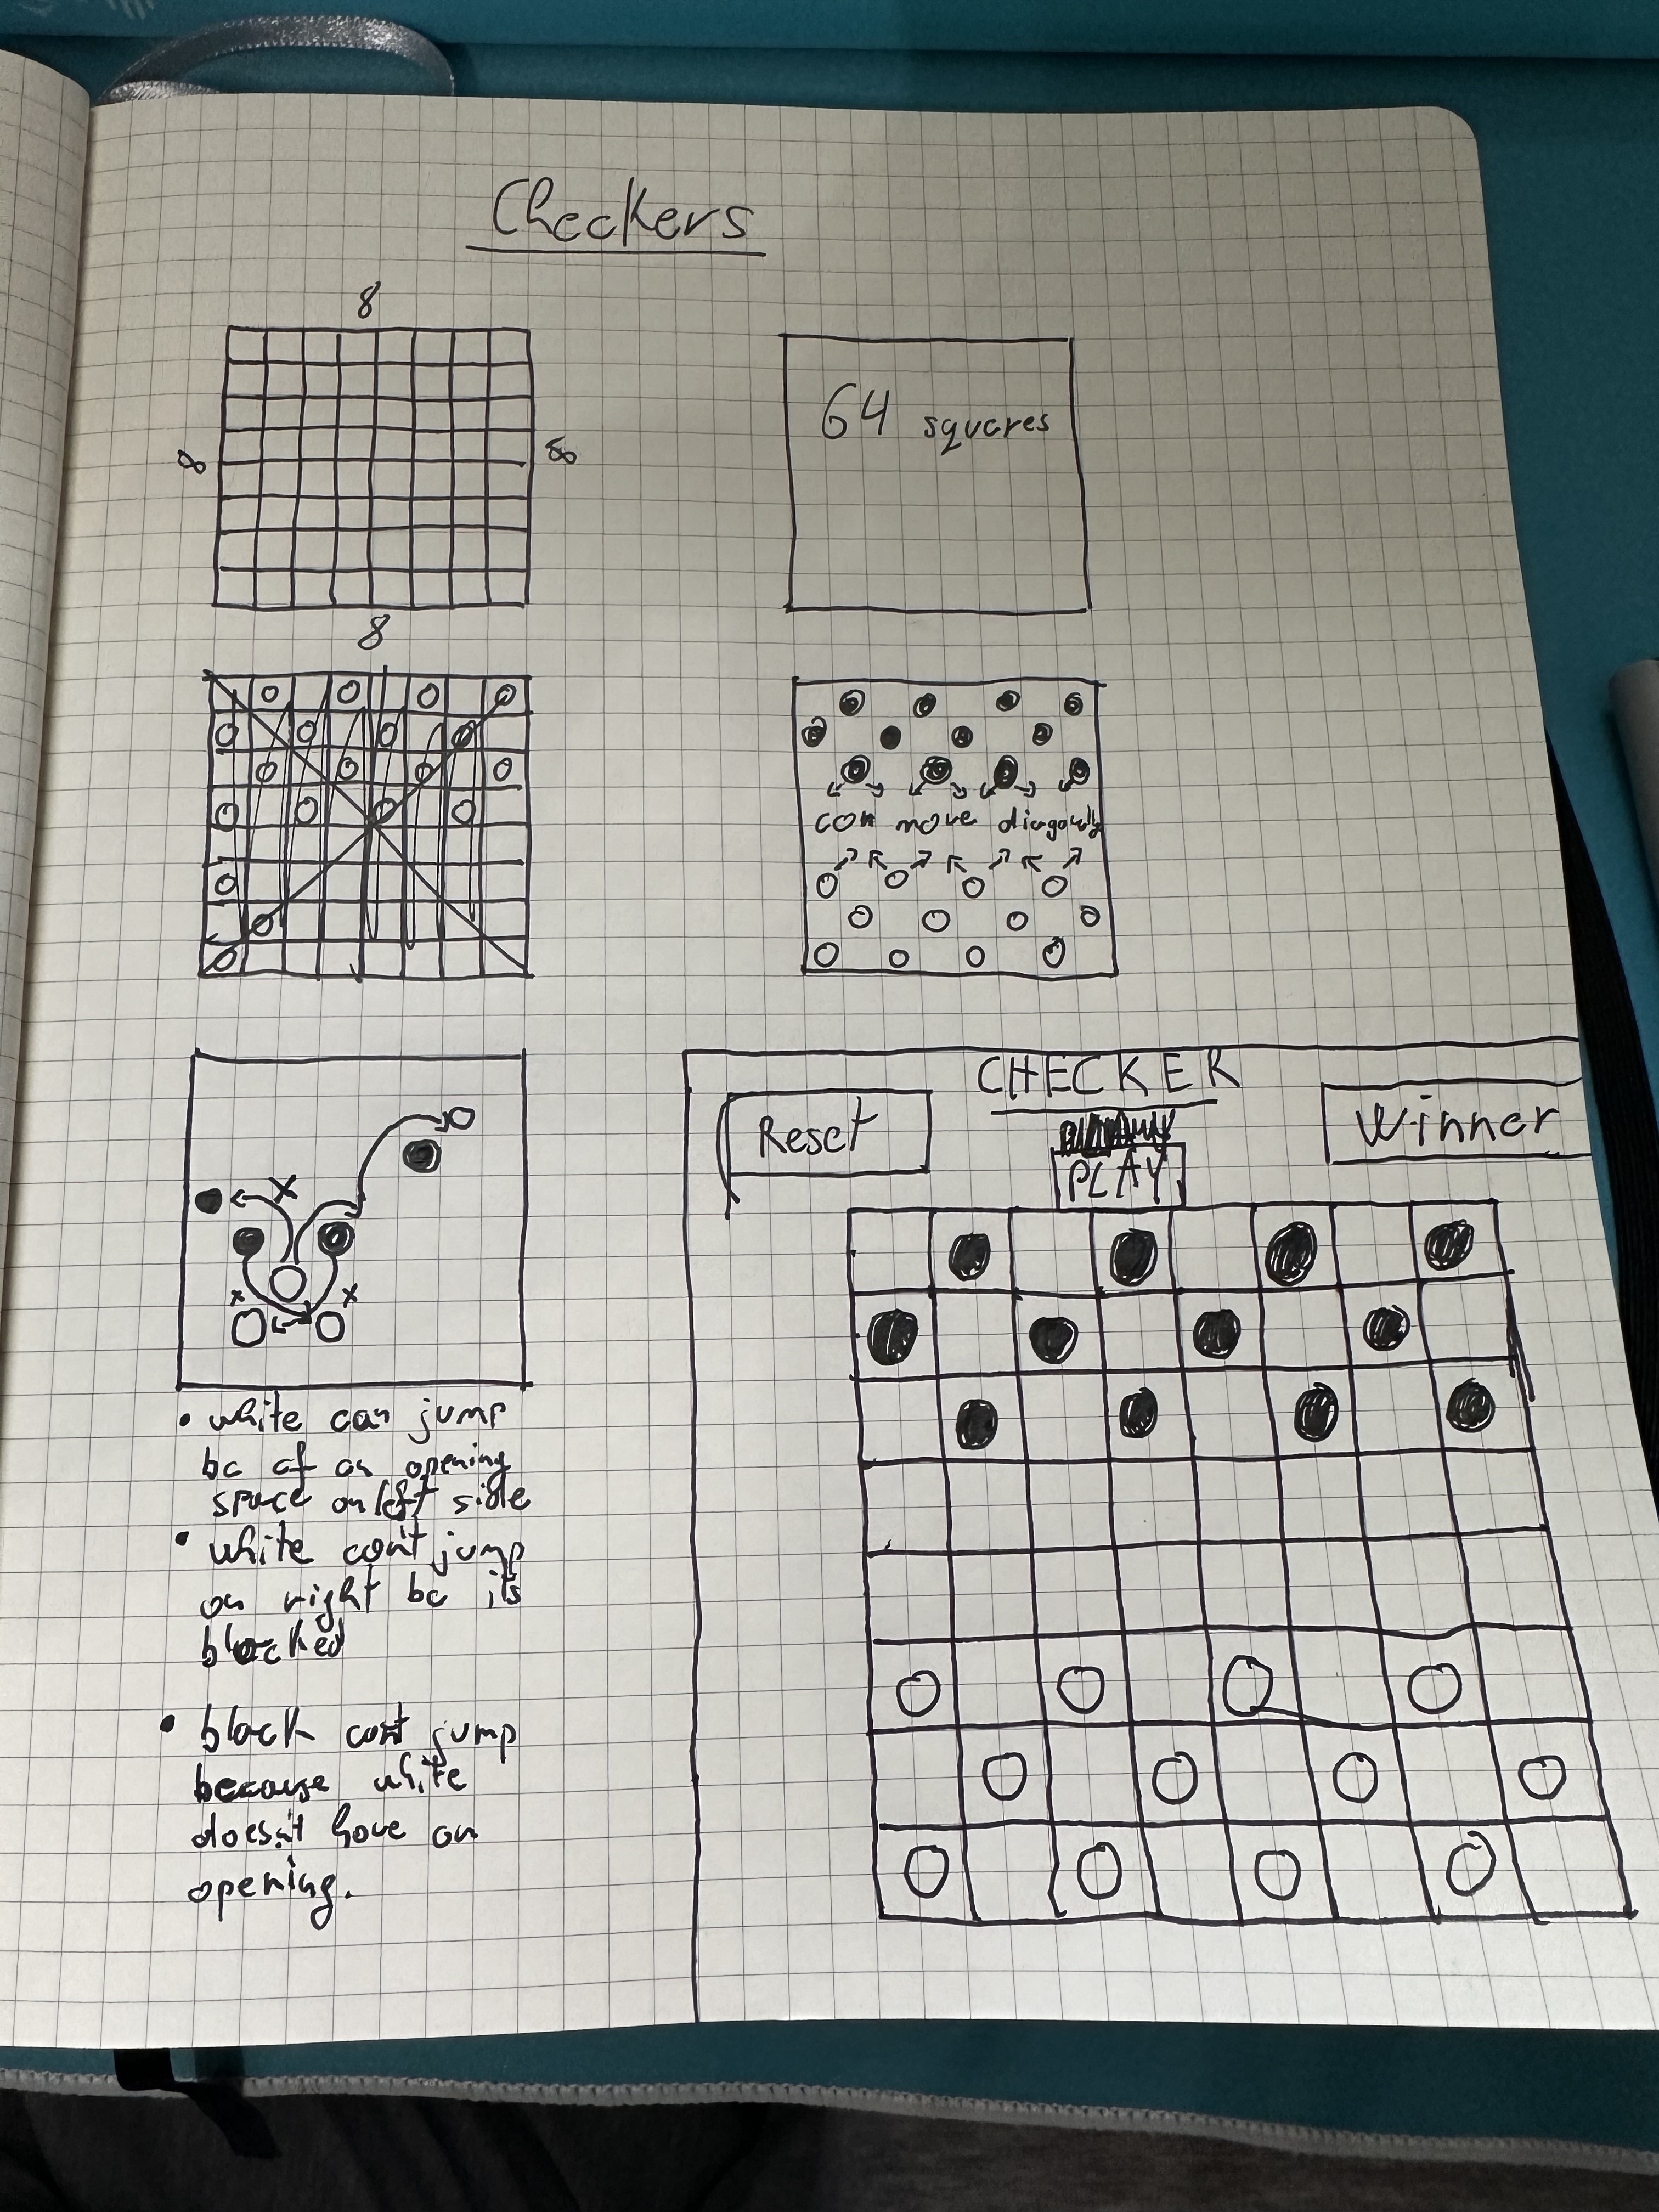 Checkers
8
8
8
8
64 squares
can move diagonally
white can jump
bc of an opening
space on left side
white can't jump
on right bc its
blocked
black cant jump
because white
doesn't have an
opening.
CHECKER
Reset
PLAY
Winner